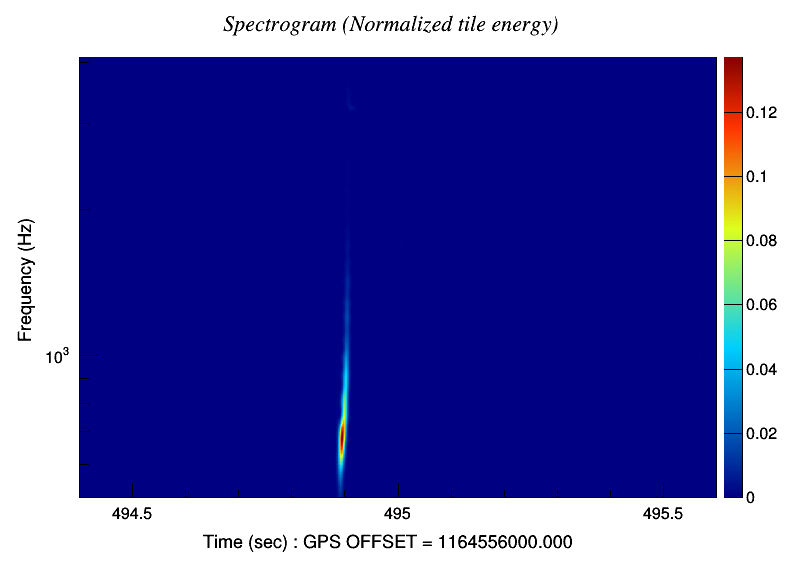 Spectrogram (Normalized tile energy)
0.12
0.1
0.08
0.06
0.04
0.02
0
Frequency (Hz)
10³
494.5 495 495.5
Time (sec) : GPS OFFSET = 1164556000.000